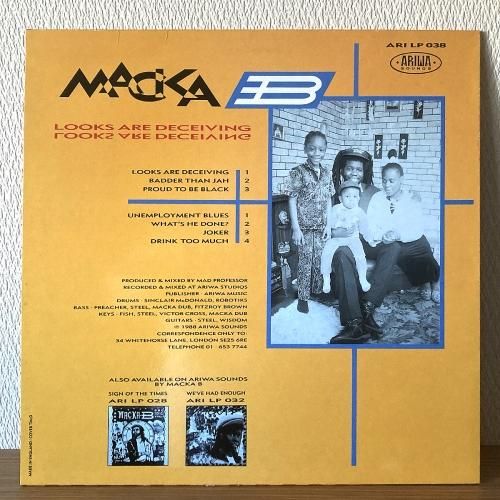 ARI LP 038
ARIWA
SOUNDS
MACKA B
LOOKS ARE DECEIVING
LOOKS ARE DECEIVING
LOOKS ARE DECEIVING 1
BADDER THAN JAH 2
PROUD TO BE BLACK 3
UNEMPLOYMENT BLUES 1
WHAT'S HE DONE? 2
JOKER 3
DRINK TOO MUCH 4
PRODUCED & MIXED BY MAD PROFESSOR
RECORDED & MIXED AT ARIWA STUDIOS
PUBLISHER · ARIWA MUSIC
DRUMS · SINCLAIR McDONALD, ROBOTIKS
BASS · PREACHER, STEEL, MACKA DUB, FITZROY BROWN
KEYS · FISH, STEEL, VICTOR CROSS, MACKA DUB
GUITARS · STEEL, WISDOM
℗ 1988 ARIWA SOUNDS
CORRESPONDENCE ONLY TO:
34 WHITEHORSE LANE, LONDON SE25 6RE
TELEPHONE 01 · 653 7744
ALSO AVAILABLE ON ARIWA SOUNDS
BY MACKA B
SIGN OF THE TIMES WE'VE HAD ENOUGH
ARI LP 028 ARI LP 032
MACKA B